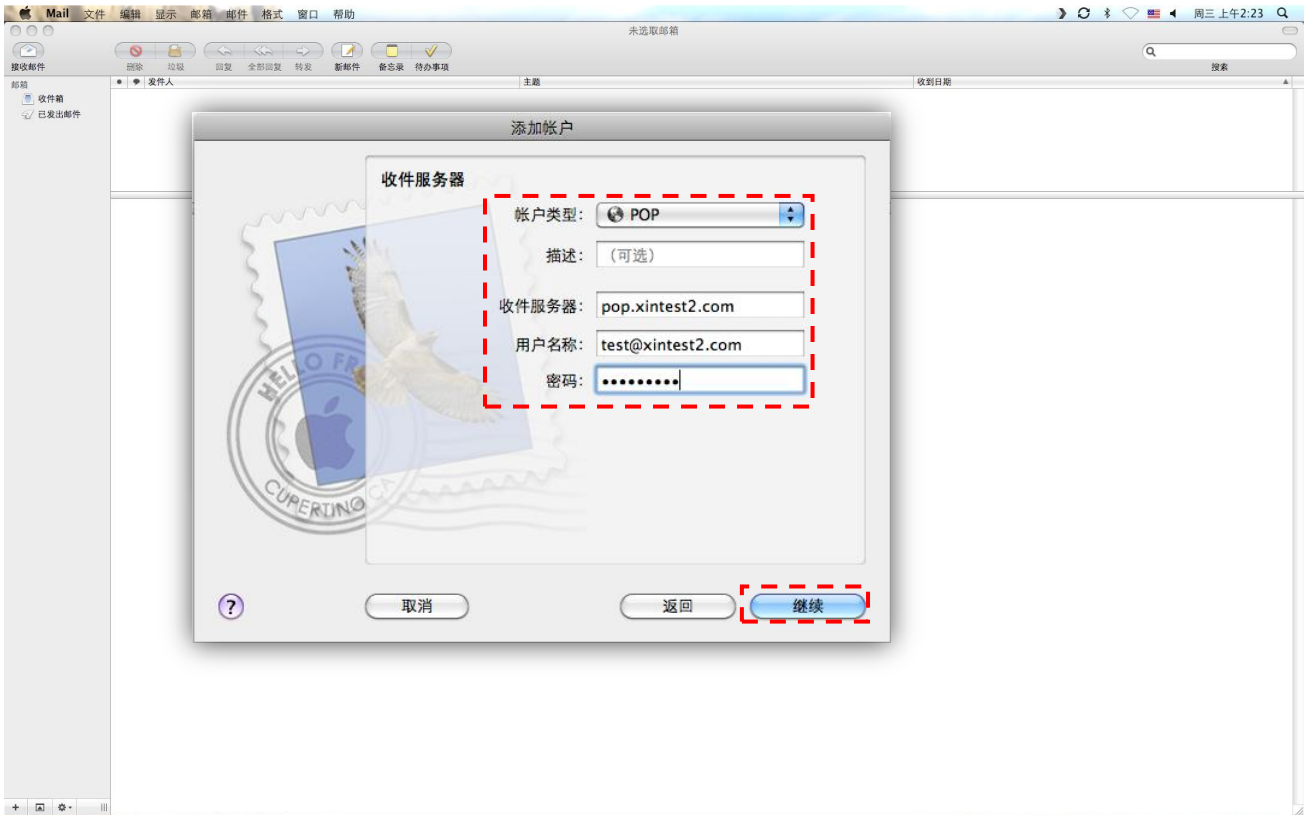 Mail 文件 编辑 显示 邮箱 邮件 格式 窗口 帮助 周三 上午2:23
未选取邮箱
接收邮件 删除 垃圾 回复 全部回复 转发 新邮件 备忘录 待办事项 搜索
邮箱 发件人 主题 收到日期
收件箱
已发出邮件
添加帐户
收件服务器
帐户类型： POP
描述： （可选）
收件服务器： pop.xintest2.com
用户名称： test@xintest2.com
密码： •••••••••
HELLO FR
CUPERTINO CA
? 取消 返回 继续